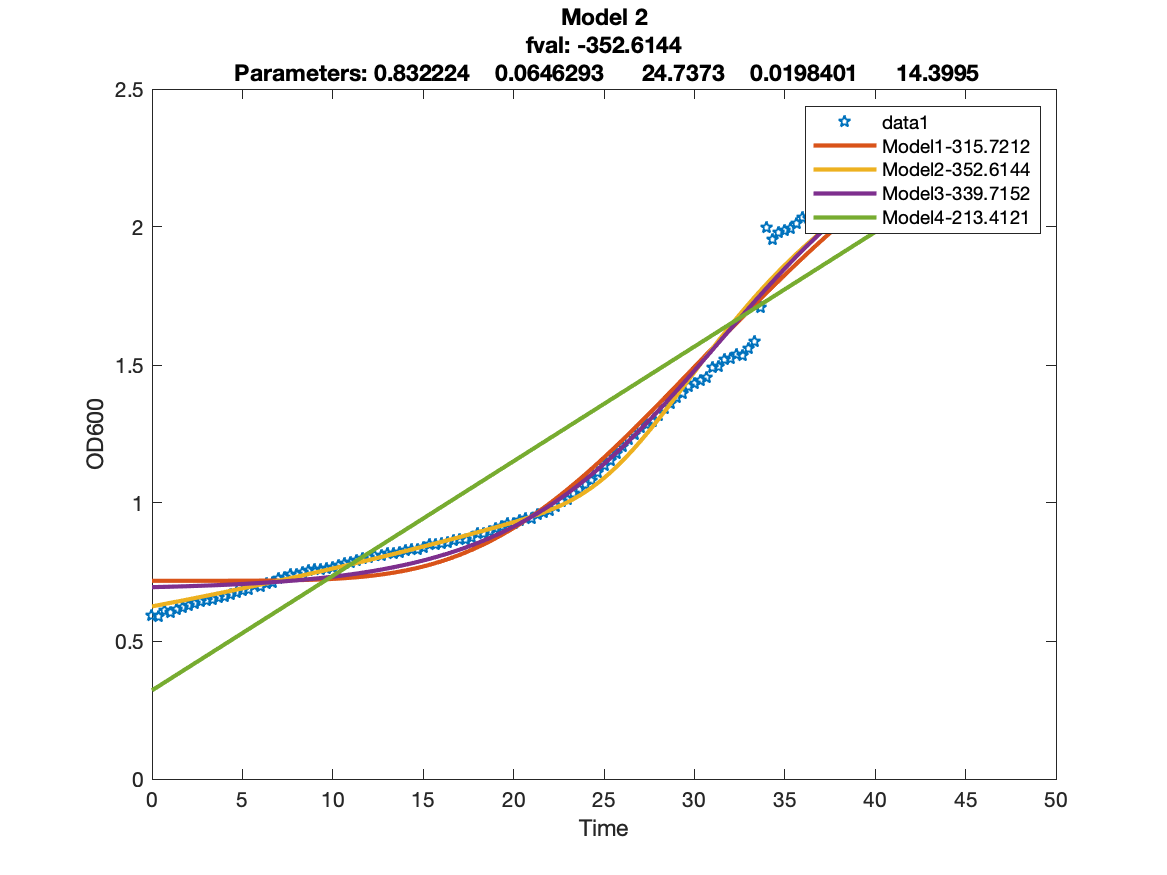 Model 2
fval: -352.6144
Parameters: 0.832224 0.0646293 24.7373 0.0198401 14.3995
2.5
2
1.5
1
0.5
0
OD600
data1
Model1-315.7212
Model2-352.6144
Model3-339.7152
Model4-213.4121
0 5 10 15 20 25 30 35 40 45 50
Time